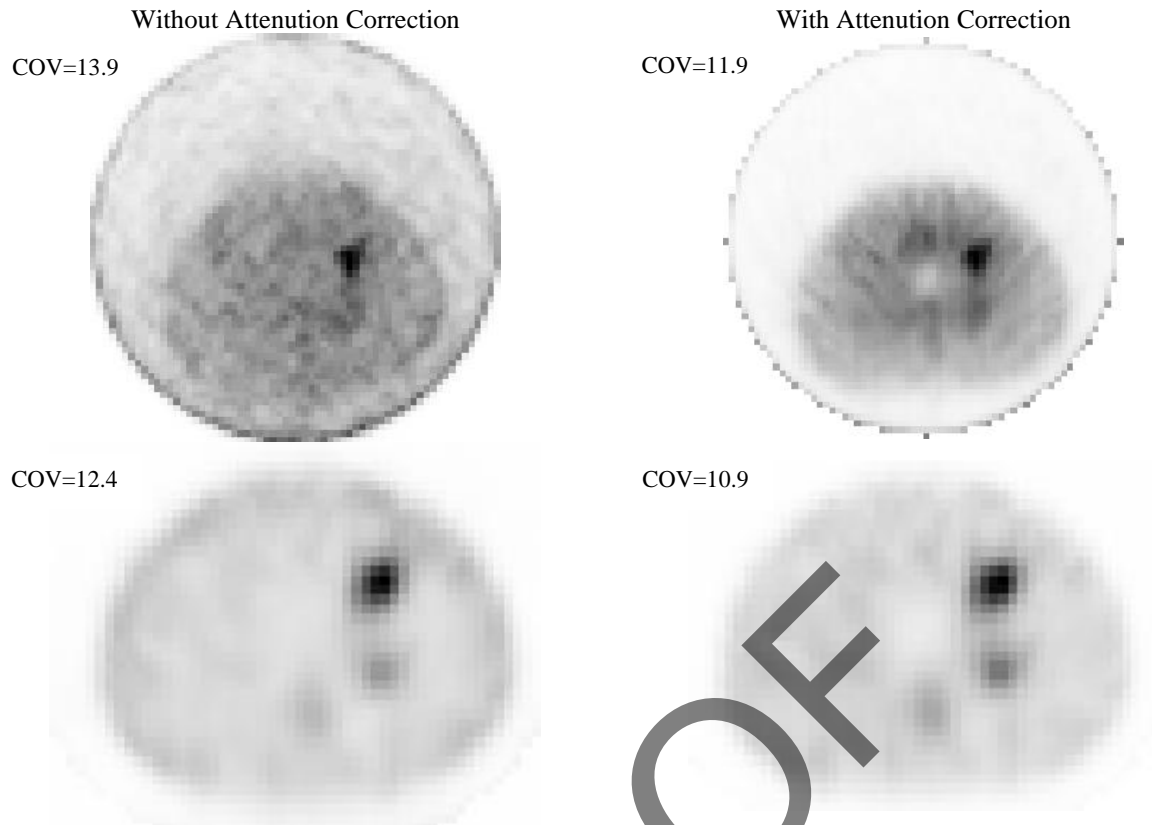 Without Attenution Correction
With Attenution Correction
COV=13.9
COV=11.9
COV=12.4
COV=10.9
OF